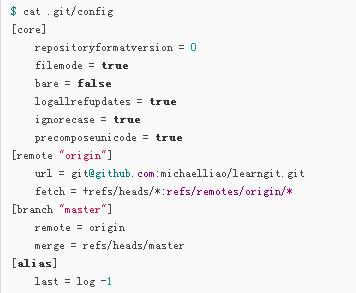 $ cat .git/config
[core]
    repositoryformatversion = 0
    filemode = true
    bare = false
    logallrefupdates = true
    ignorecase = true
    precomposeunicode = true
[remote "origin"]
    url = git@github.com:michaelliao/learngit.git
    fetch = +refs/heads/*:refs/remotes/origin/*
[branch "master"]
    remote = origin
    merge = refs/heads/master
[alias]
    last = log -1